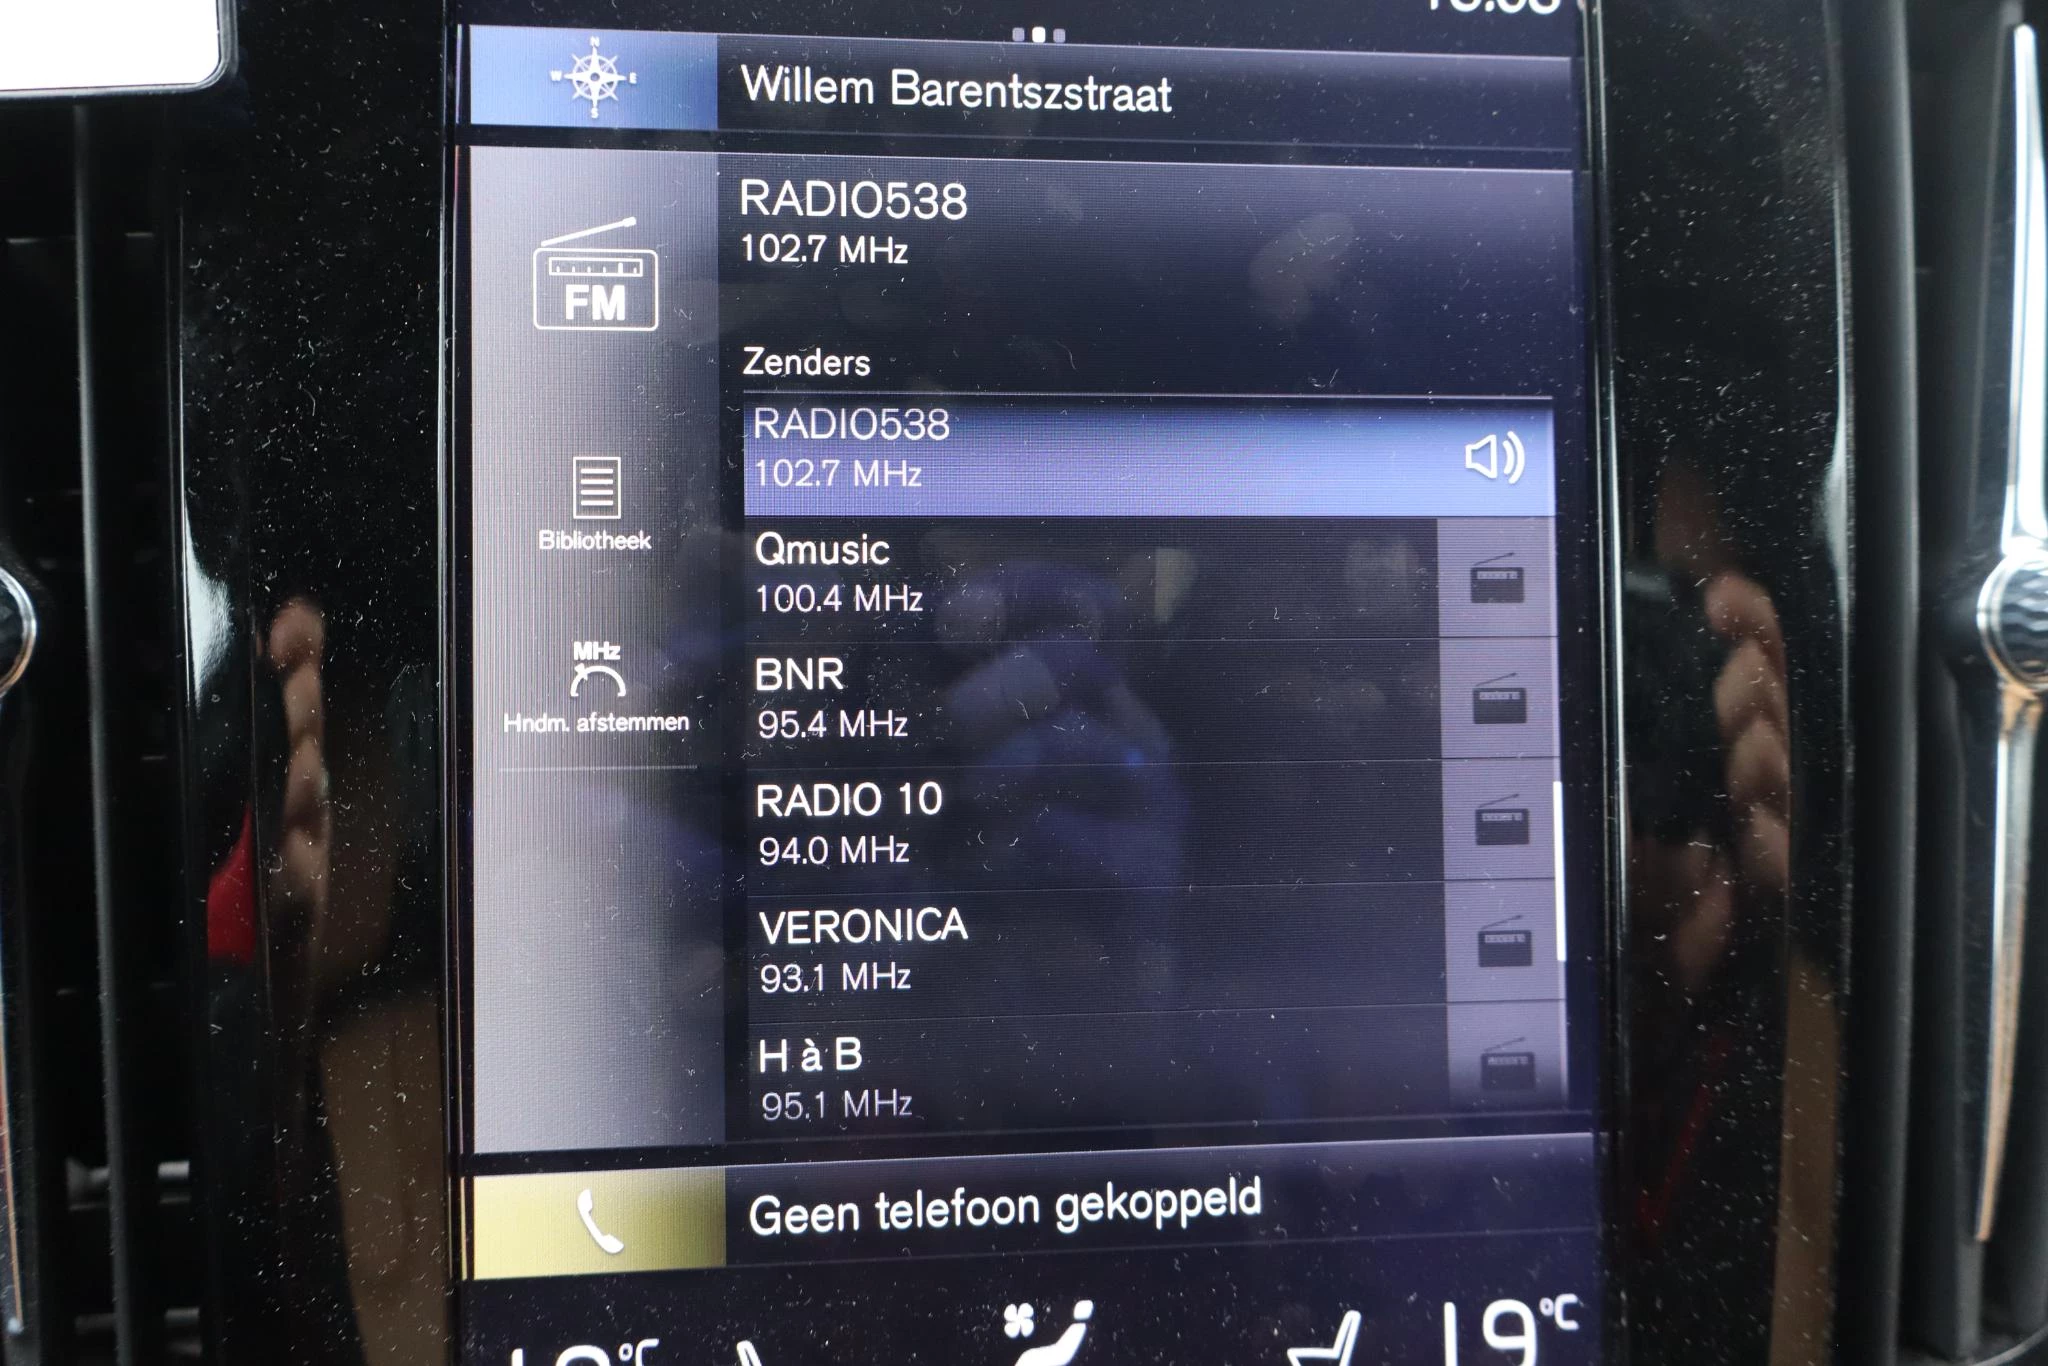 N
W E
S
Willem Barentszstraat
RADIO538
102.7 MHz
FM
Zenders
RADIO538
102.7 MHz
Bibliotheek
Qmusic
100.4 MHz
MHz
Hndm. afstemmen
BNR
95.4 MHz
RADIO 10
94.0 MHz
VERONICA
93.1 MHz
H à B
95.1 MHz
Geen telefoon gekoppeld
°C
19°C